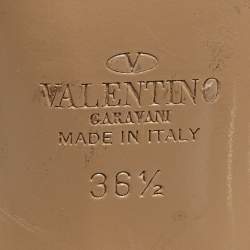 V
VALENTINO
GARAVANI
MADE IN ITALY
36½